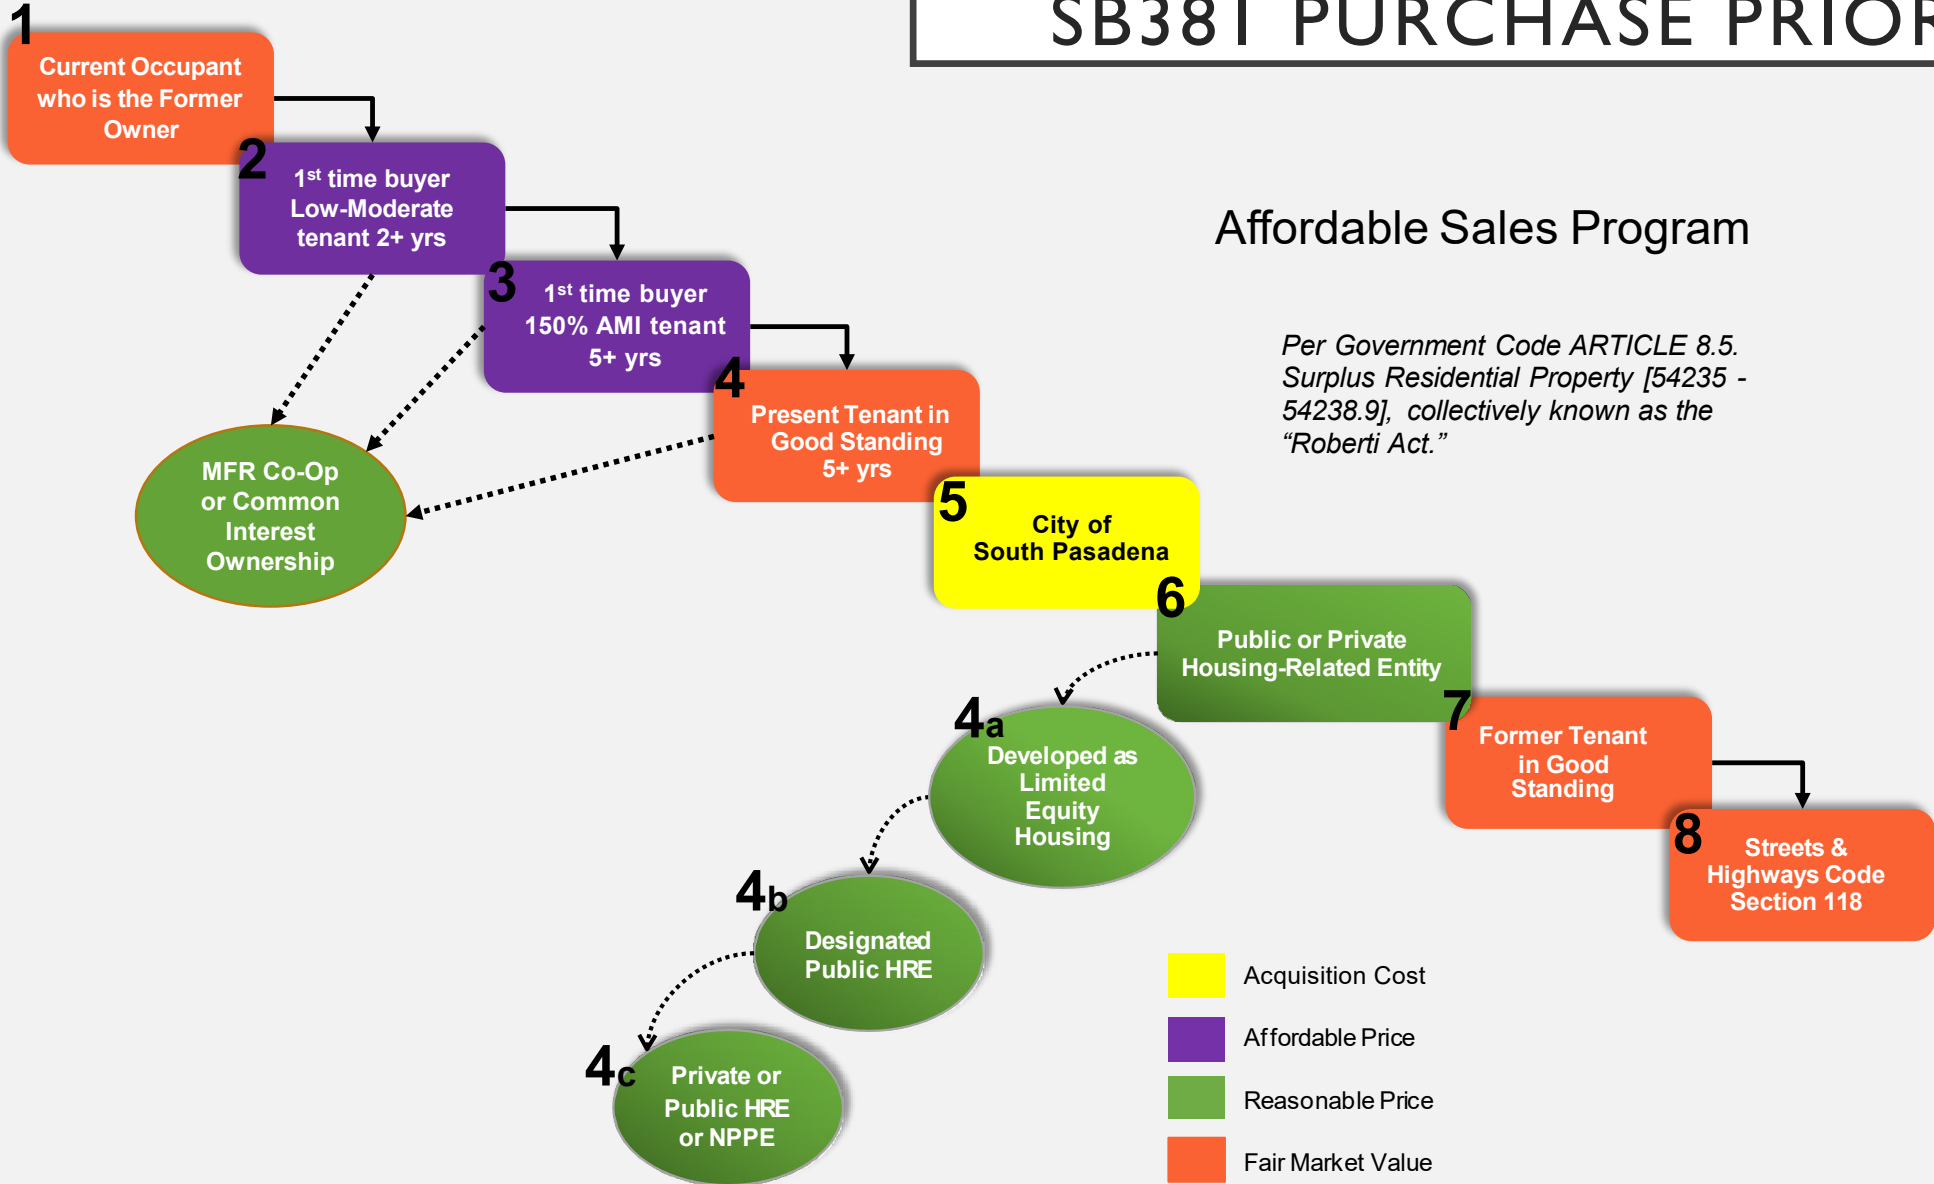 SB381 PURCHASE PRIOR
1
Current Occupant
who is the Former
Owner
2
1st time buyer
Low-Moderate
tenant 2+ yrs
3
1st time buyer
150% AMI tenant
5+ yrs
4
Present Tenant in
Good Standing
5+ yrs
MFR Co-Op
or Common
Interest
Ownership
Affordable Sales Program
Per Government Code ARTICLE 8.5.
Surplus Residential Property [54235 -
54238.9], collectively known as the
“Roberti Act.”
5
City of
South Pasadena
6
Public or Private
Housing-Related Entity
4a
Developed as
Limited
Equity
Housing
4b
Designated
Public HRE
4c
Private or
Public HRE
or NPPE
7
Former Tenant
in Good
Standing
8
Streets &
Highways Code
Section 118
Acquisition Cost
Affordable Price
Reasonable Price
Fair Market Value